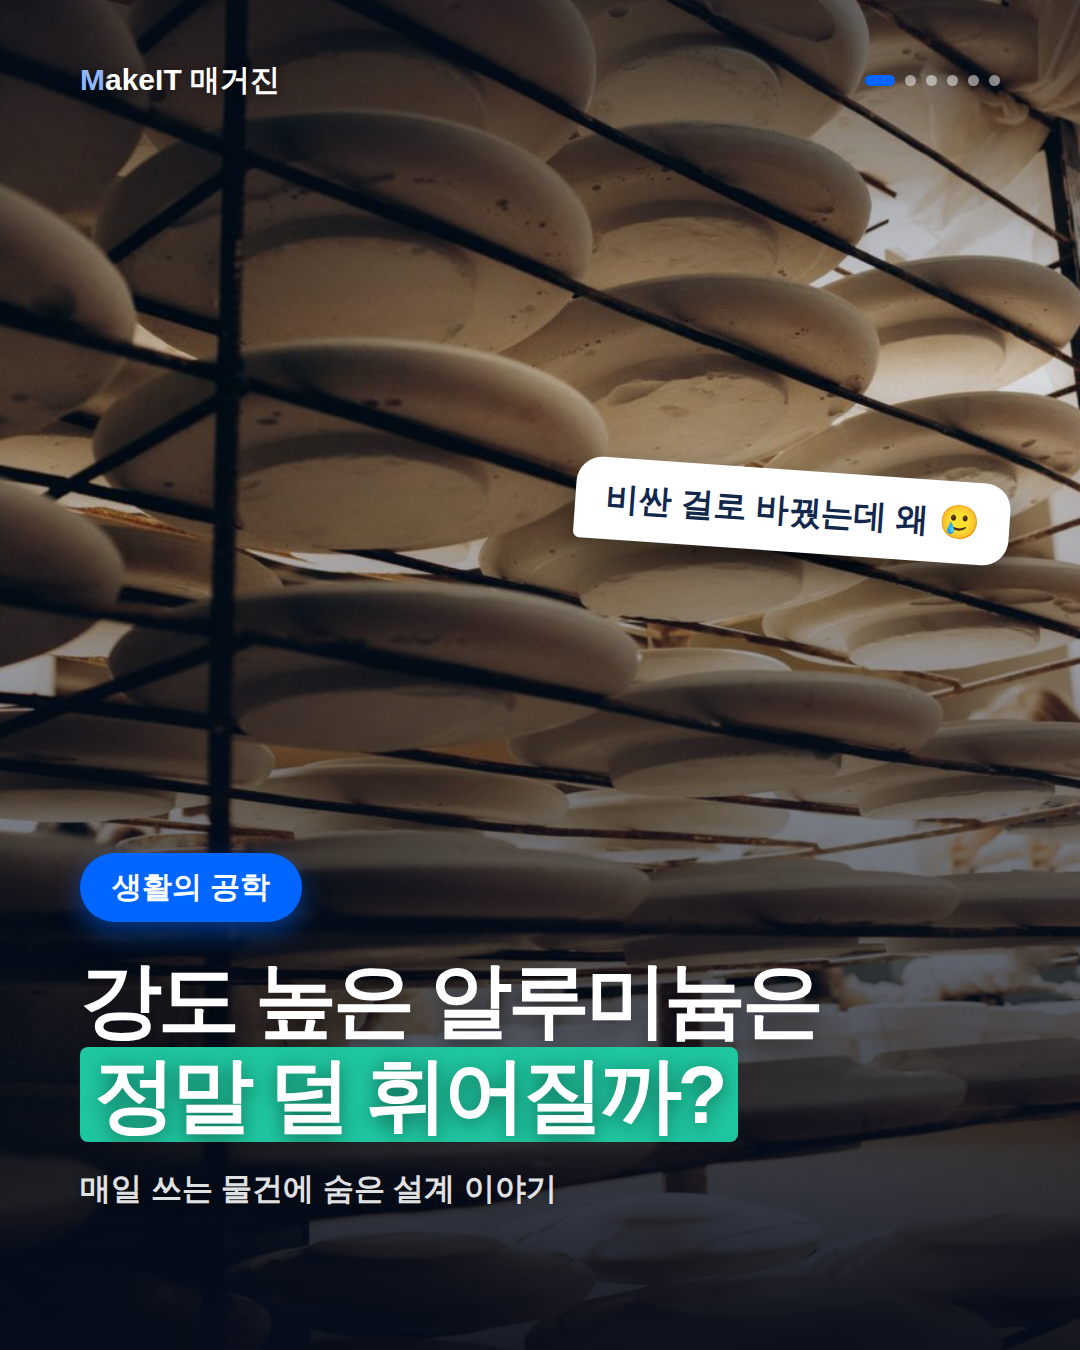 MakeIT 매거진
비싼 걸로 바꿨는데 왜 🥲
생활의 공학
강도 높은 알루미늄은
정말 덜 휘어질까?
매일 쓰는 물건에 숨은 설계 이야기